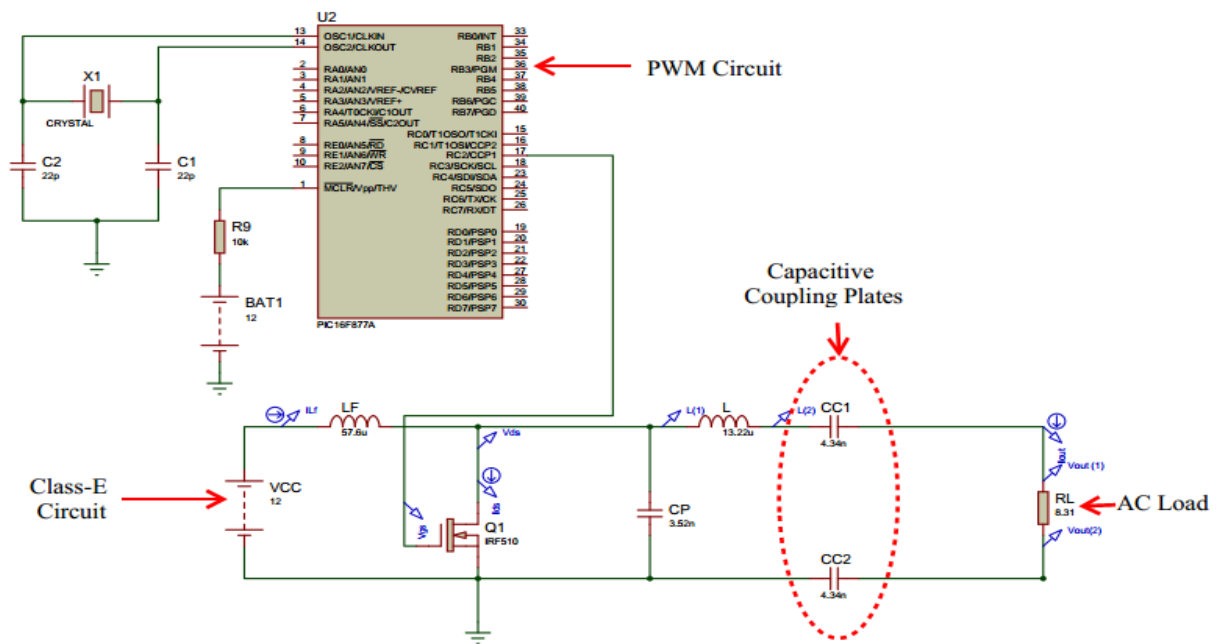 U2
13 OSC1/CLKIN
14 OSC2/CLKOUT
2 RA0/AN0
3 RA1/AN1
4 RA2/AN2/VREF-/CVREF
5 RA3/AN3/VREF+
6 RA4/T0CKI/C1OUT
7 RA5/AN4/SS/C2OUT
8 RE0/AN5/RD
9 RE1/AN6/WR
10 RE2/AN7/CS
1 MCLR/Vpp/THV
RB0/INT 33
RB1 34
RB2 35
RB3/PGM 36
RB4 37
RB5 38
RB6/PGC 39
RB7/PGD 40
RC0/T1OSO/T1CKI 15
RC1/T1OSI/CCP2 16
RC2/CCP1 17
RC3/SCK/SCL 18
RC4/SDI/SDA 23
RC5/SDO 24
RC6/TX/CK 25
RC7/RX/DT 26
RD0/PSP0 19
RD1/PSP1 20
RD2/PSP2 21
RD3/PSP3 22
RD4/PSP4 27
RD5/PSP5 28
RD6/PSP6 29
RD7/PSP7 30
PIC16F877A
PWM Circuit
X1
CRYSTAL
C2
22p
C1
22p
R9
10k
BAT1
12
Capacitive
Coupling Plates
ILf
LF
57.6u
Vds
Ids
Vgs
Q1
IRF510
VCC
12
Class-E
Circuit
CP
3.52n
L(1)
L
13.22u
L(2)
CC1
4.34n
CC2
4.34n
Iout
Vout (1)
RL
8.31
Vout(2)
AC Load